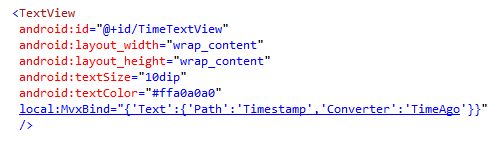 <TextView
android:id="@+id/TimeTextView"
android:layout_width="wrap_content"
android:layout_height="wrap_content"
android:textSize="10dip"
android:textColor="#ffa0a0a0"
local:MvxBind="{'Text':{'Path':'Timestamp','Converter':'TimeAgo'}}"
/>